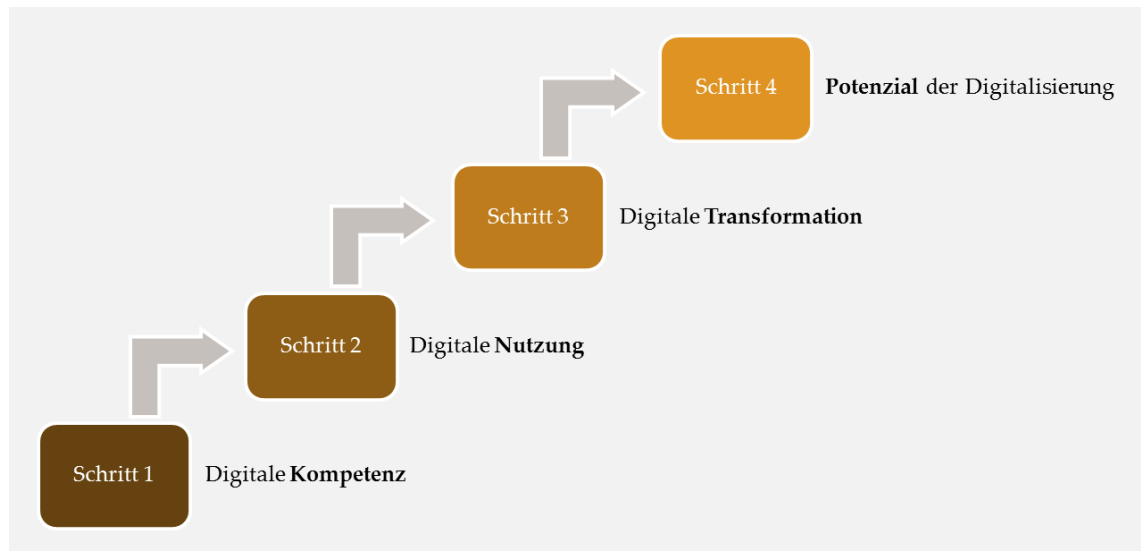 Schritt 4
Potenzial der Digitalisierung
Schritt 3
Digitale Transformation
Schritt 2
Digitale Nutzung
Schritt 1
Digitale Kompetenz